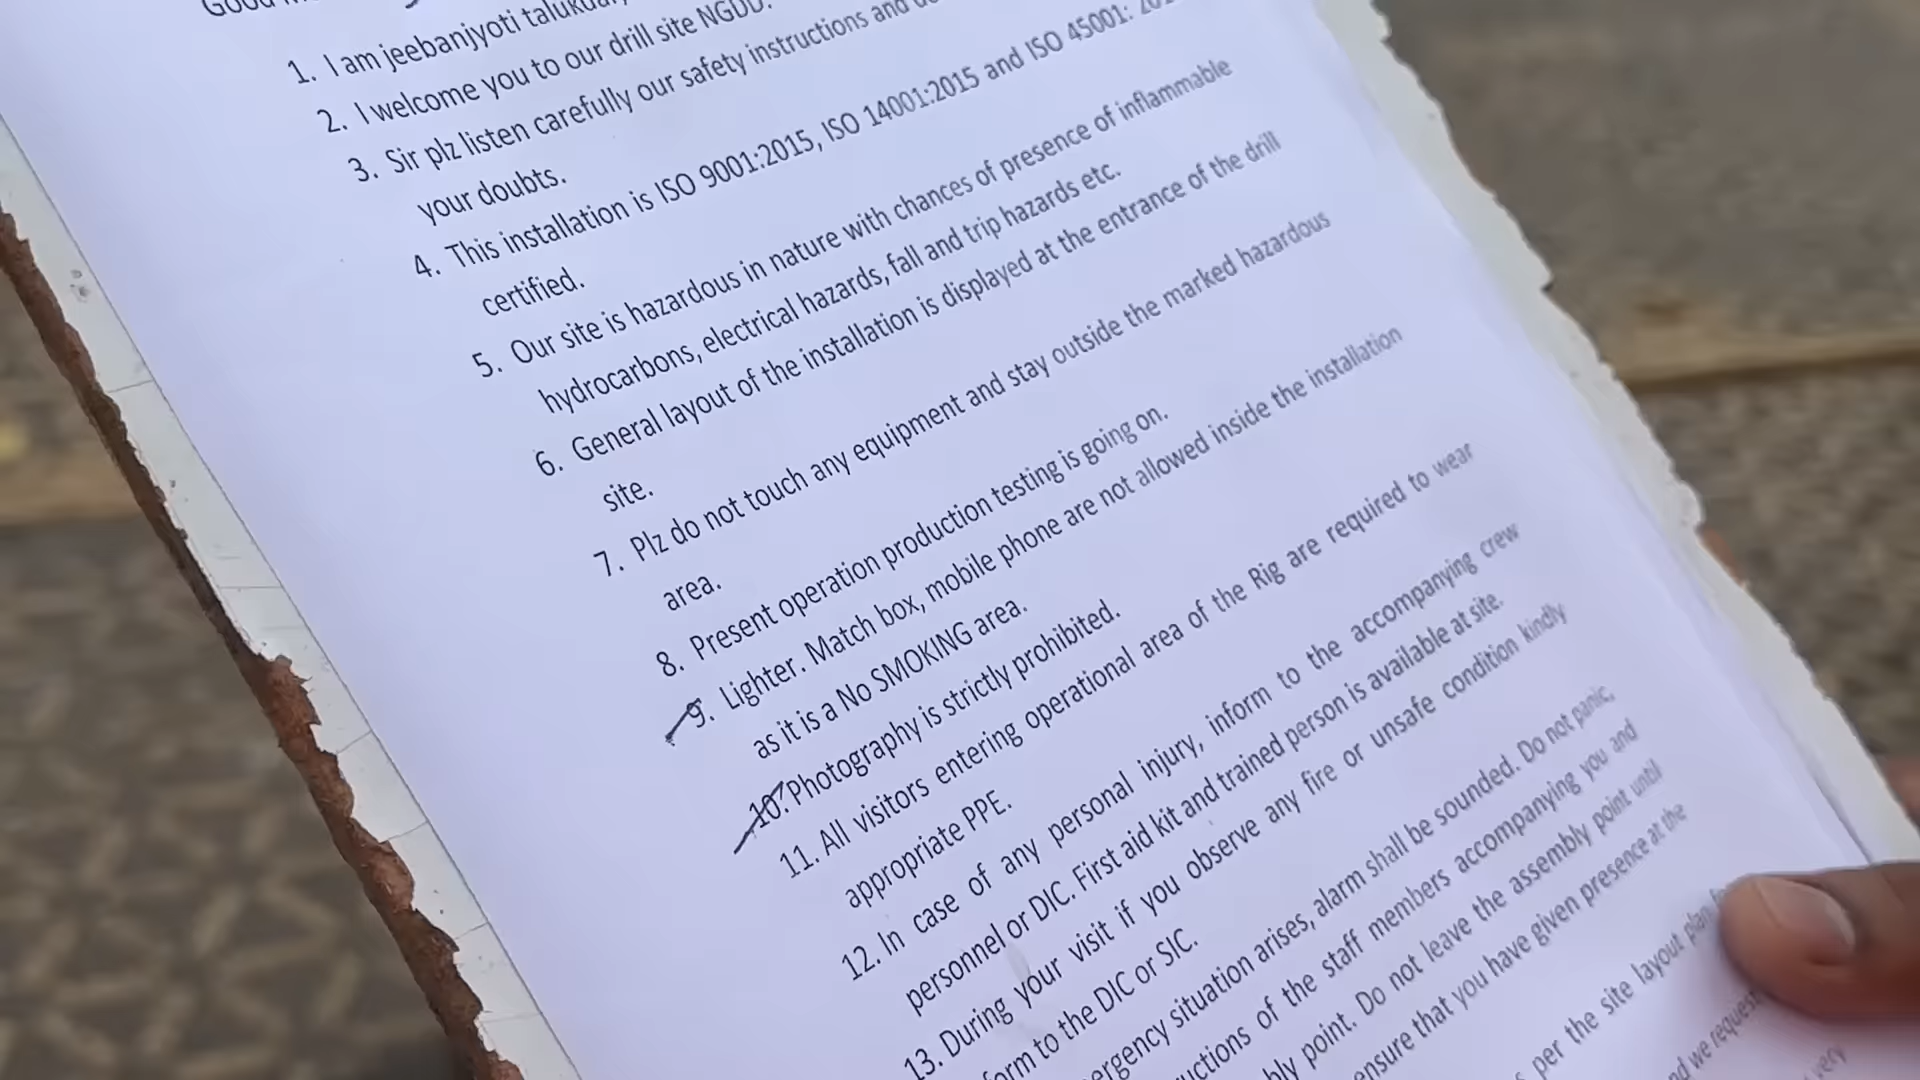 Good
1. I am jeebanjyoti talukdar,
2. I welcome you to our drill site NGDD.
3. Sir plz listen carefully our safety instructions and
your doubts.
4. This installation is ISO 9001:2015, ISO 14001:2015 and ISO 45001:
certified.
5. Our site is hazardous in nature with chances of presence of inflammable
hydrocarbons, electrical hazards, fall and trip hazards etc.
6. General layout of the installation is displayed at the entrance of the drill
site.
7. Plz do not touch any equipment and stay outside the marked hazardous
area.
8. Present operation production testing is going on.
9. Lighter. Match box, mobile phone are not allowed inside the installation
as it is a No SMOKING area.
10. Photography is strictly prohibited.
11. All visitors entering operational area of the Rig are required to wear
appropriate PPE.
12. In case of any personal injury, inform to the accompanying crew
personnel or DIC. First aid kit and trained person is available at site.
13. During your visit if you observe any fire or unsafe condition kindly
form to the DIC or SIC.
ergency situation arises, alarm shall be sounded. Do not panic,
uctions of the staff members accompanying you and
bly point. Do not leave the assembly point until
ensure that you have given presence at the
per the site layout plan
nd we request
very